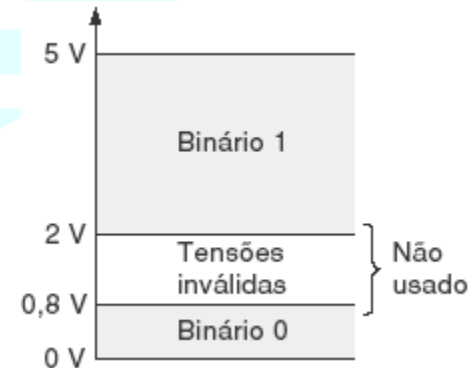 5 V
Binário 1
2 V
Tensões
inválidas
Não
usado
0,8 V
Binário 0
0 V